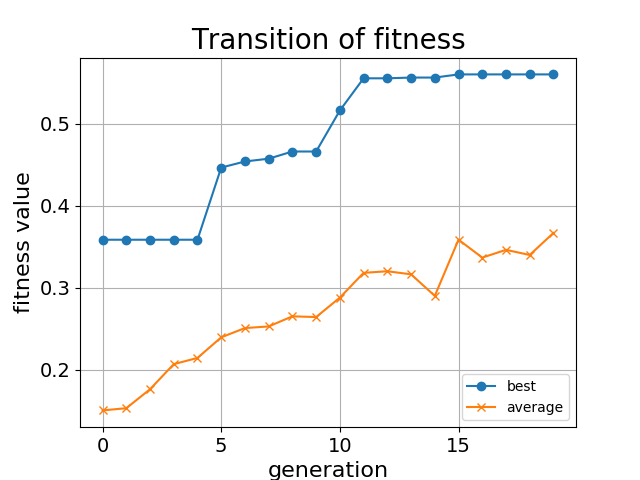 Transition of fitness
fitness value
0.5
0.4
0.3
0.2
0 5 10 15
generation
best
average